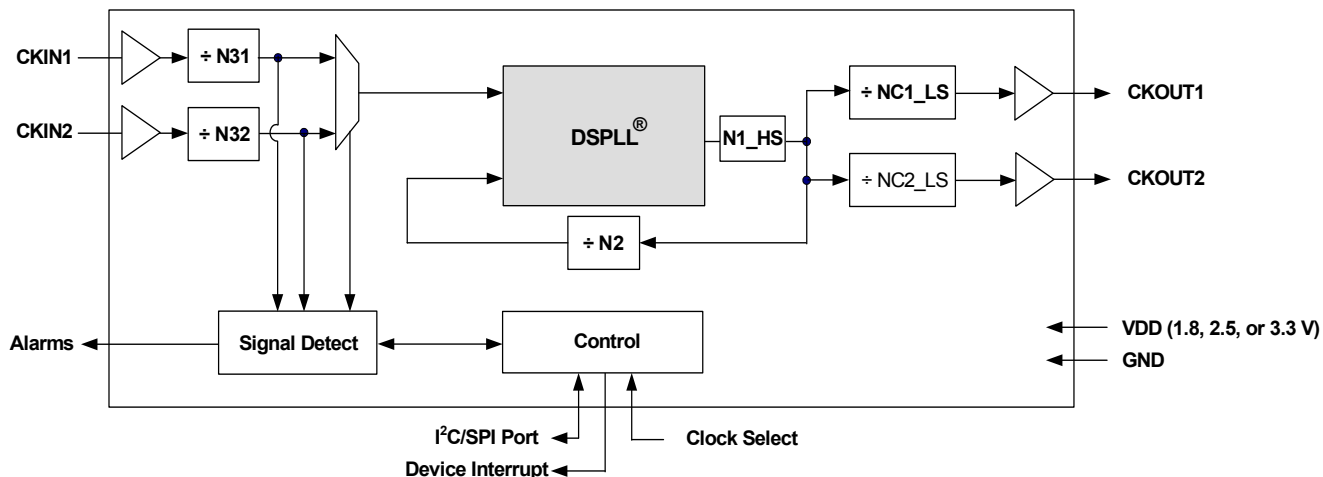 CKIN1
÷ N31
CKIN2
÷ N32
DSPLL®
N1_HS
÷ NC1_LS
CKOUT1
÷ NC2_LS
CKOUT2
÷ N2
Alarms
Signal Detect
Control
VDD (1.8, 2.5, or 3.3 V)
GND
I²C/SPI Port
Clock Select
Device Interrupt